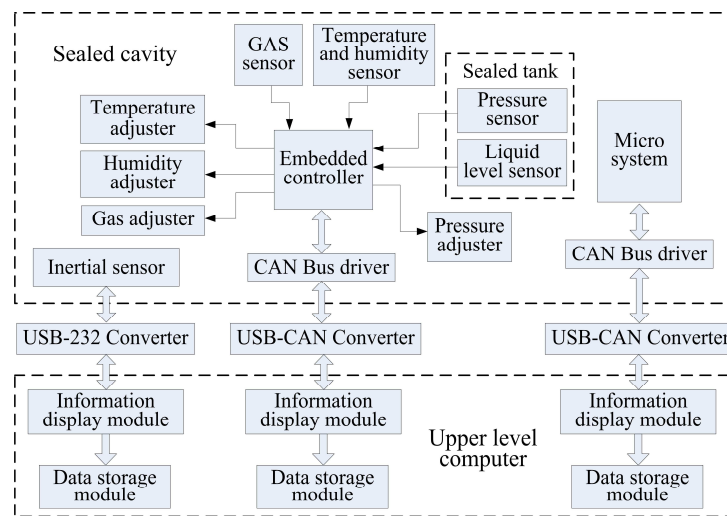 Sealed cavity
GAS
sensor
Temperature
and humidity
sensor
Sealed tank
Pressure
sensor
Liquid
level sensor
Micro
system
Temperature
adjuster
Humidity
adjuster
Gas adjuster
Embedded
controller
Pressure
adjuster
Inertial sensor
CAN Bus driver
CAN Bus driver
USB-232 Converter
USB-CAN Converter
USB-CAN Converter
Information
display module
Information
display module
Information
display module
Upper level
computer
Data storage
module
Data storage
module
Data storage
module